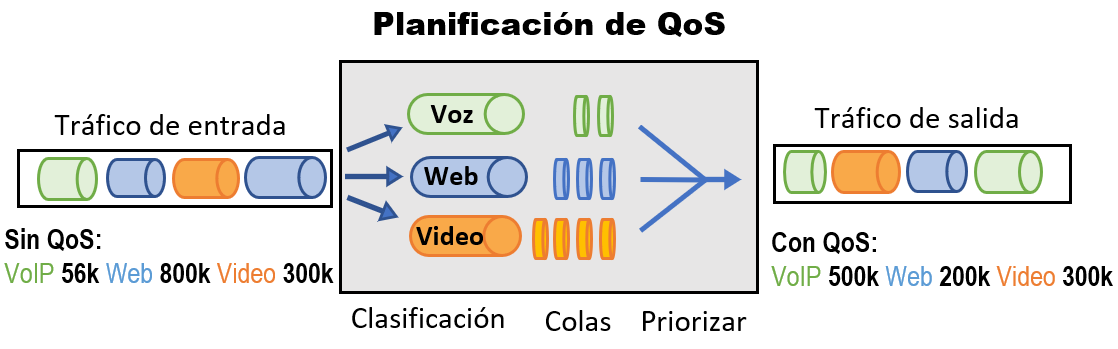 Planificación de QoS
Tráfico de entrada
Voz
Web
Video
Tráfico de salida
Sin QoS:
VoIP 56k Web 800k Video 300k
Con QoS:
VoIP 500k Web 200k Video 300k
Clasificación
Colas
Priorizar